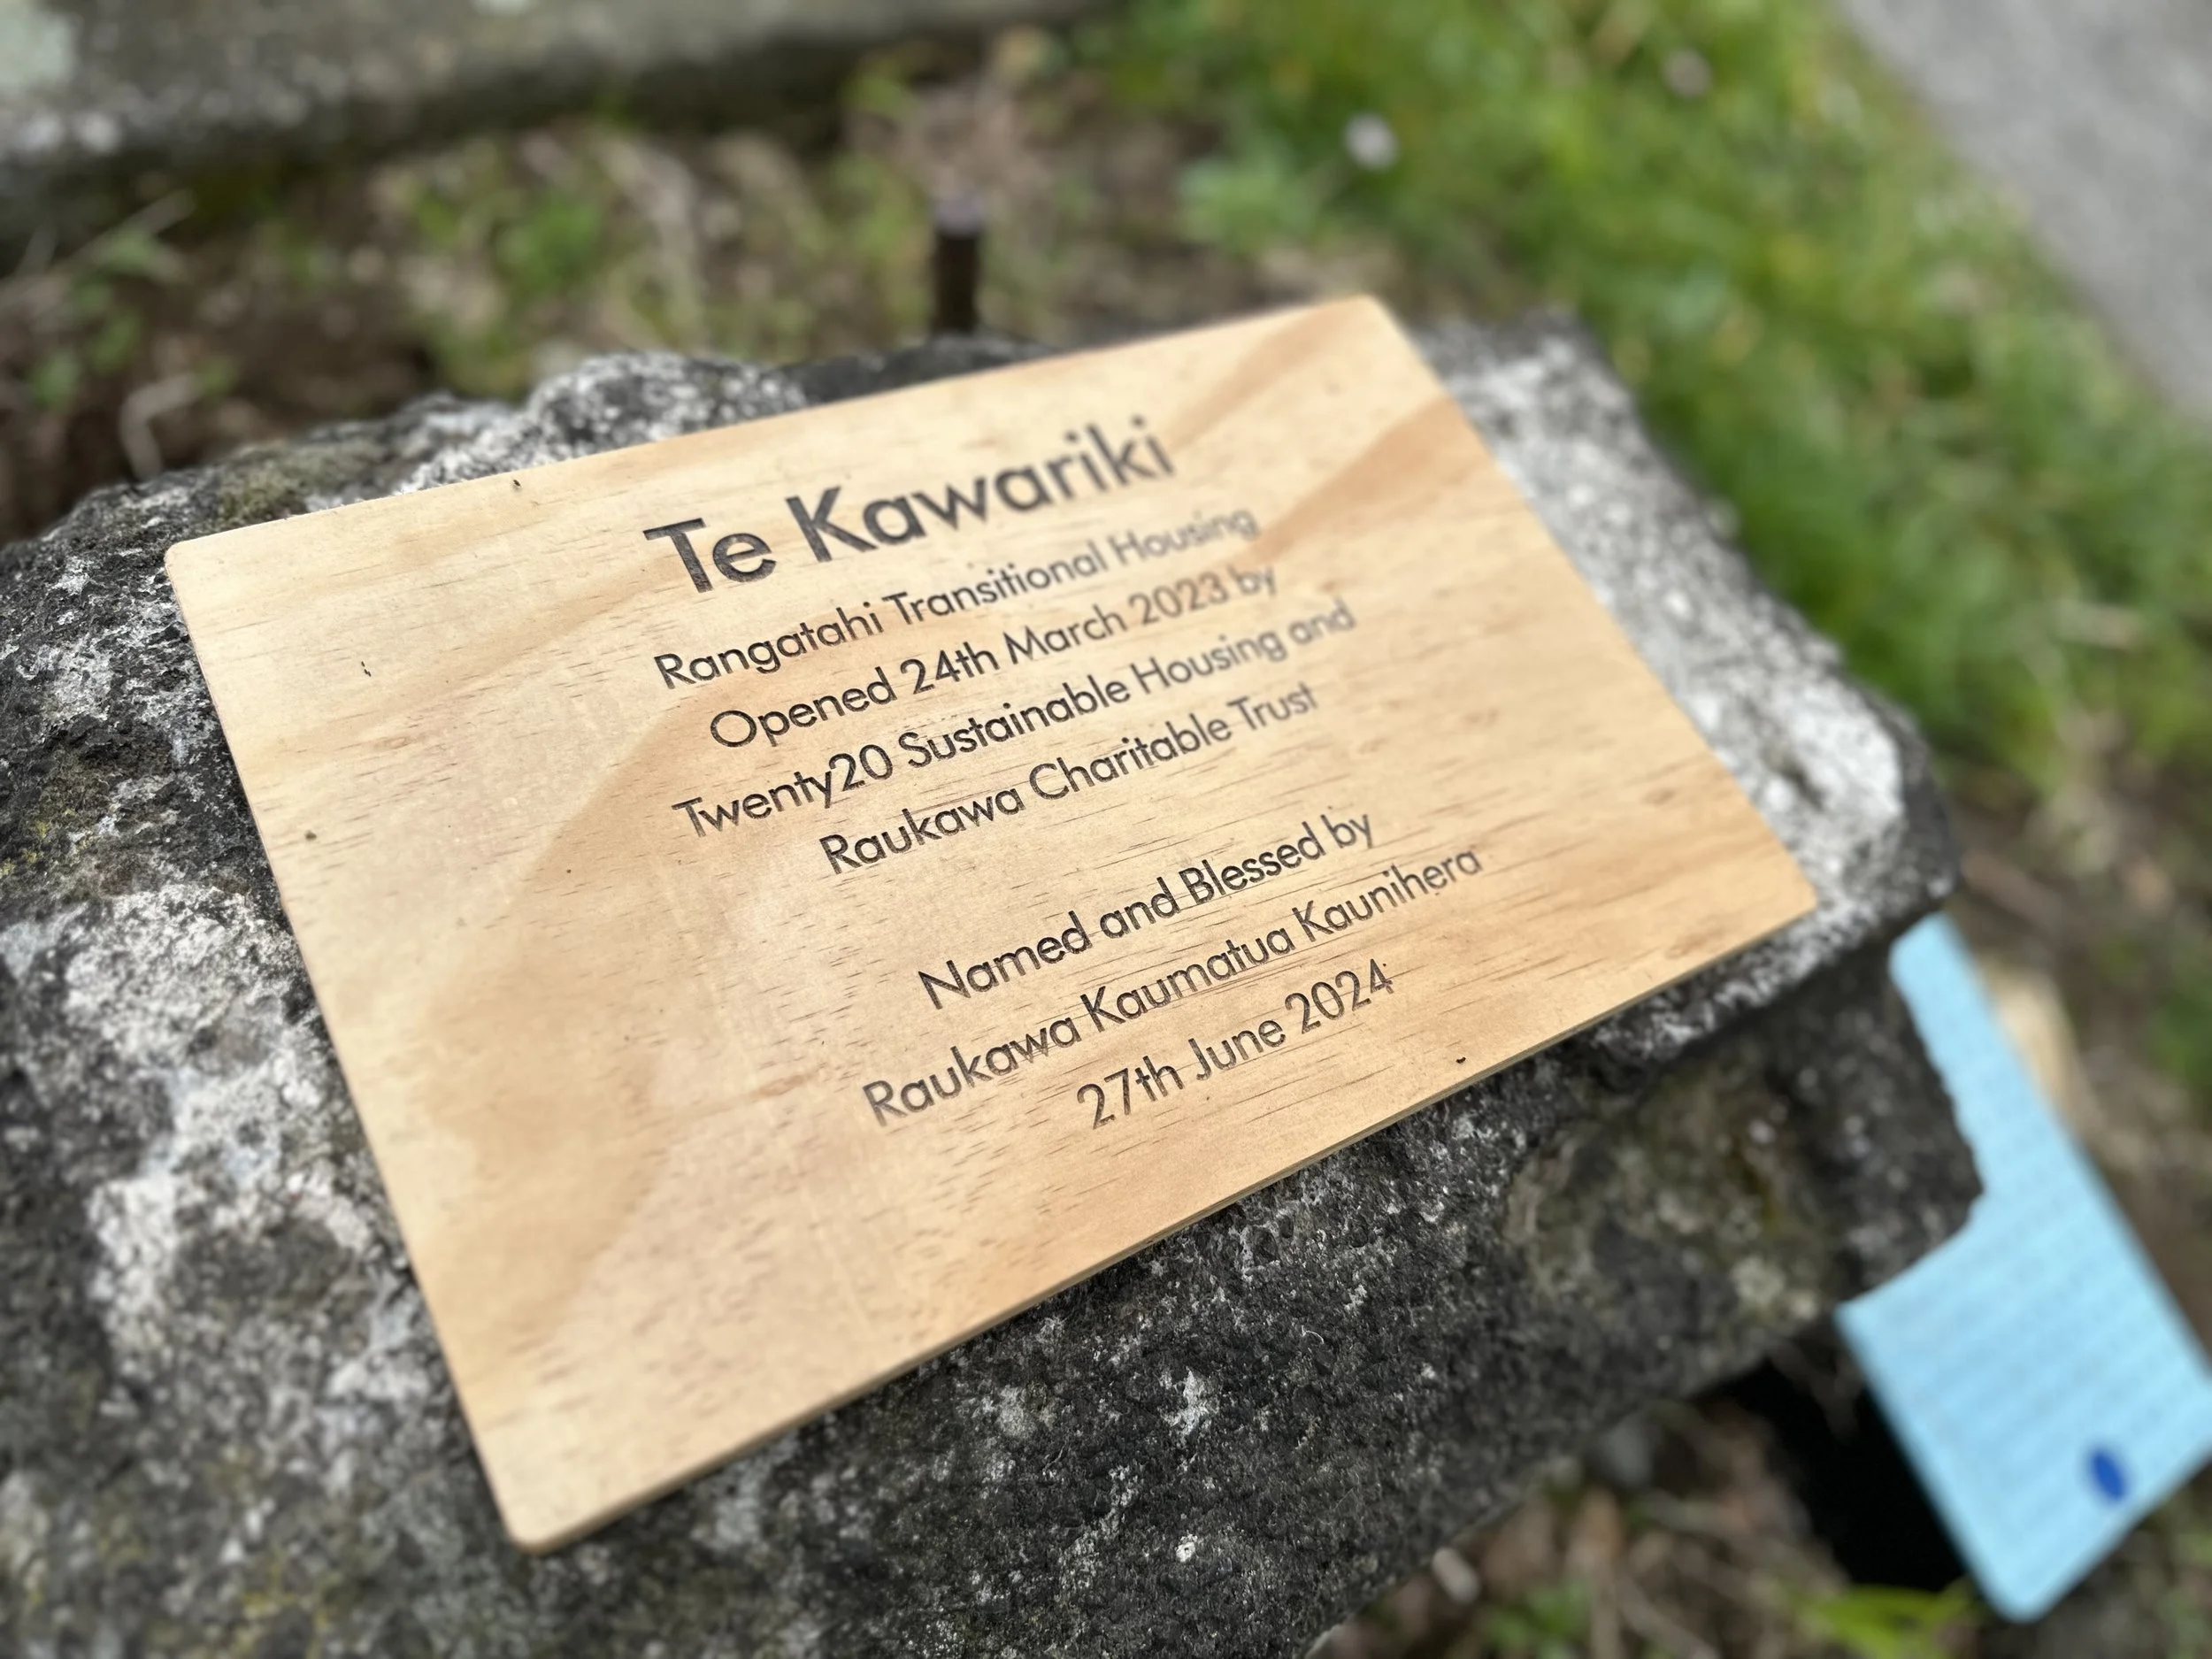 Te Kawariki
Rangatahi Transitional Housing
Opened 24th March 2023 by
Twenty20 Sustainable Housing and
Raukawa Charitable Trust
Named and Blessed by
Raukawa Kaumatua Kaunihera
27th June 2024